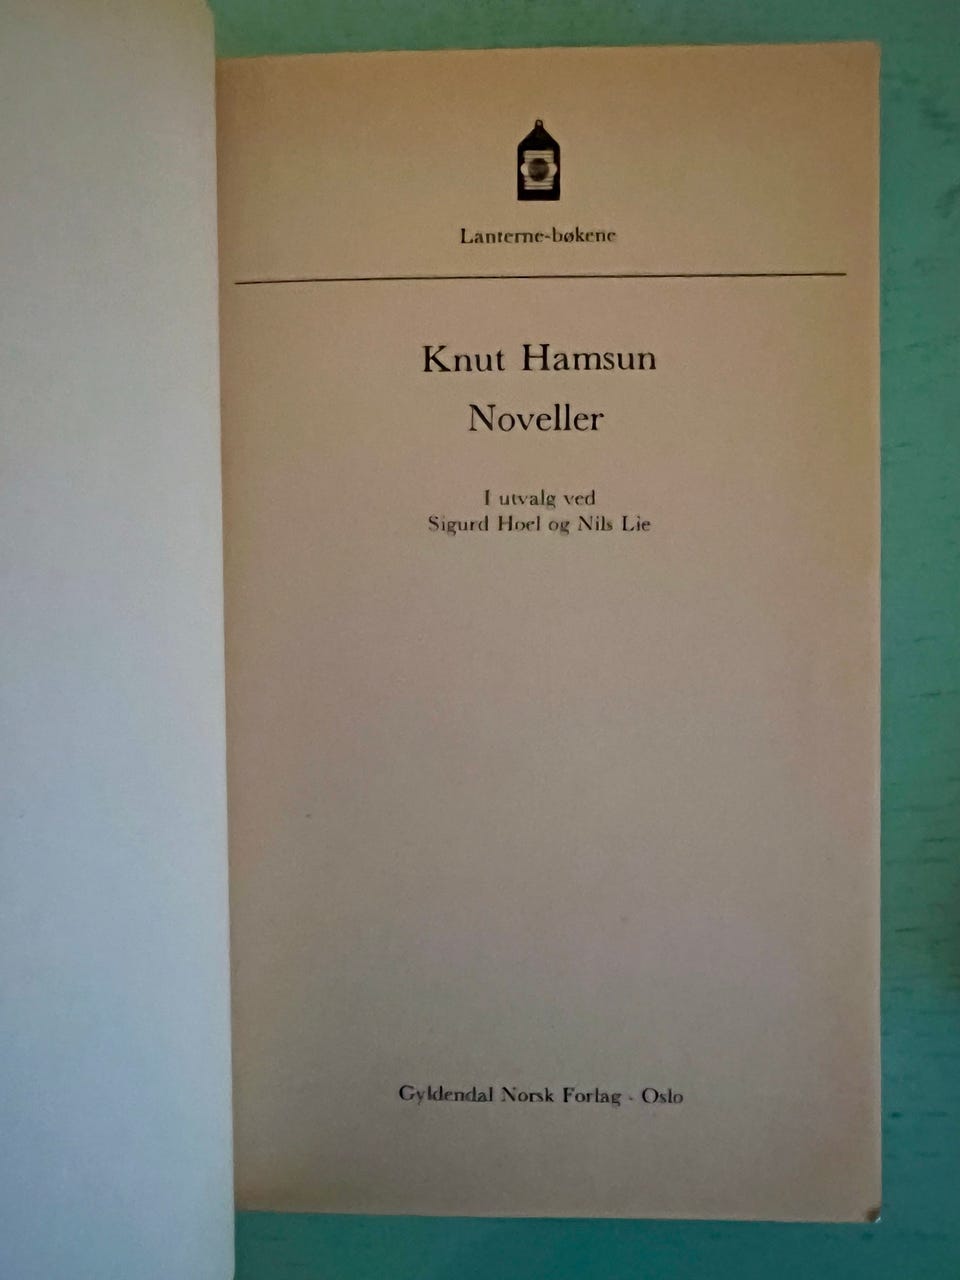 Lanterne-bøkene
Knut Hamsun
Noveller
I utvalg ved
Sigurd Hoel og Nils Lie
Gyldendal Norsk Forlag · Oslo